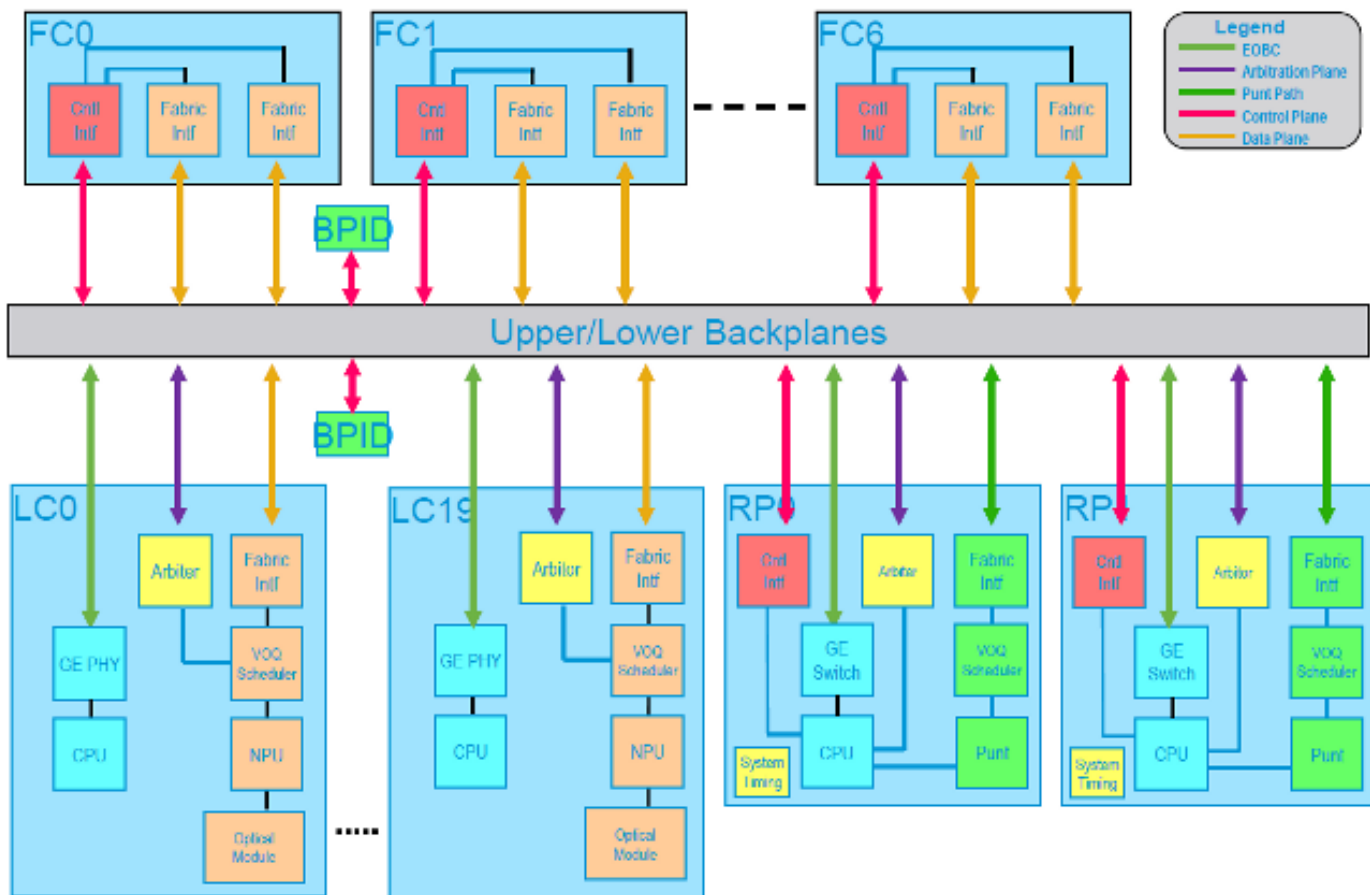 FC0
Cntl
Intf
Fabric
Intf
Fabric
Intf
FC1
Cntl
Intf
Fabric
Intf
Fabric
Intf
FC6
Cntl
Intf
Fabric
Intf
Fabric
Intf
Legend
EOBC
Arbitration Plane
Punt Path
Control Plane
Data Plane
BPID
Upper/Lower Backplanes
BPID
LC0
Arbiter
Fabric
Intf
GE PHY
VOQ
Scheduler
CPU
NPU
Optical
Module
LC19
Arbiter
Fabric
Intf
GE PHY
VOQ
Scheduler
CPU
NPU
Optical
Module
RP0
Cntl
Intf
Arbiter
Fabric
Intf
GE
Switch
VOQ
Scheduler
System
Timing
CPU
Punt
RP1
Cntl
Intf
Arbiter
Fabric
Intf
GE
Switch
VOQ
Scheduler
System
Timing
CPU
Punt